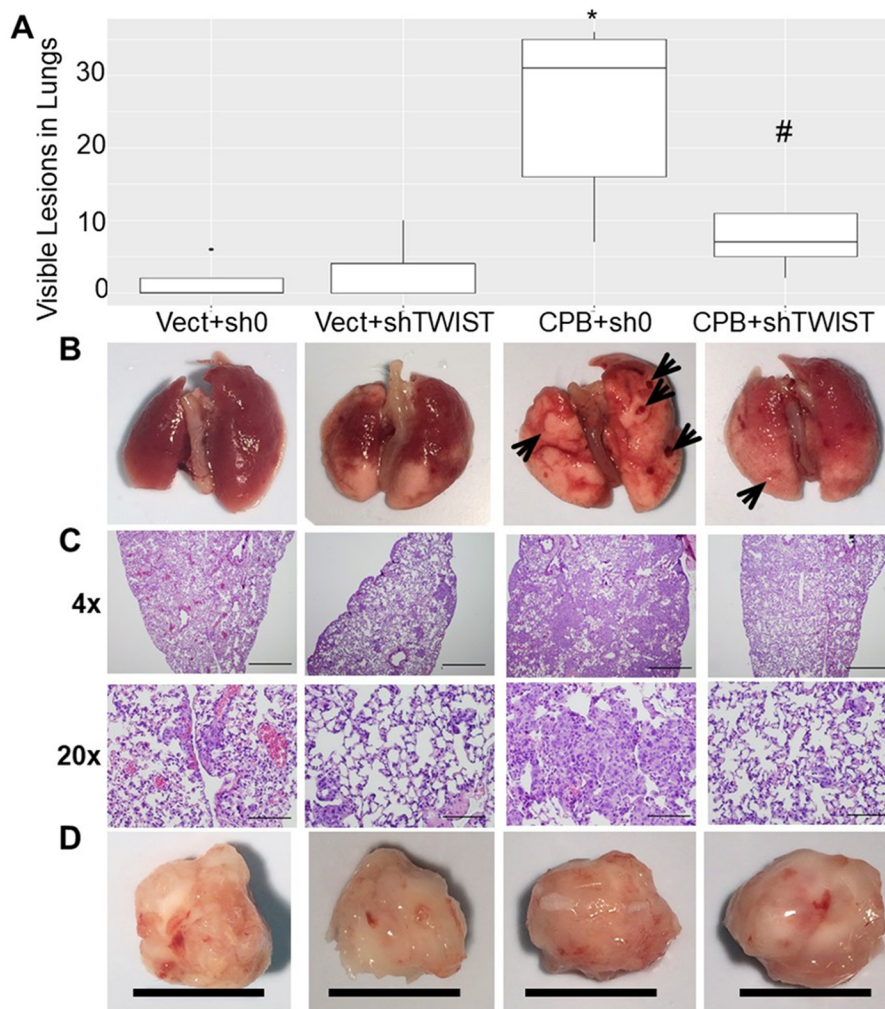 A
Visible Lesions in Lungs
30
20
10
0
*
#
Vect+sh0 Vect+shTWIST CPB+sh0 CPB+shTWIST
B
C
4x
20x
D